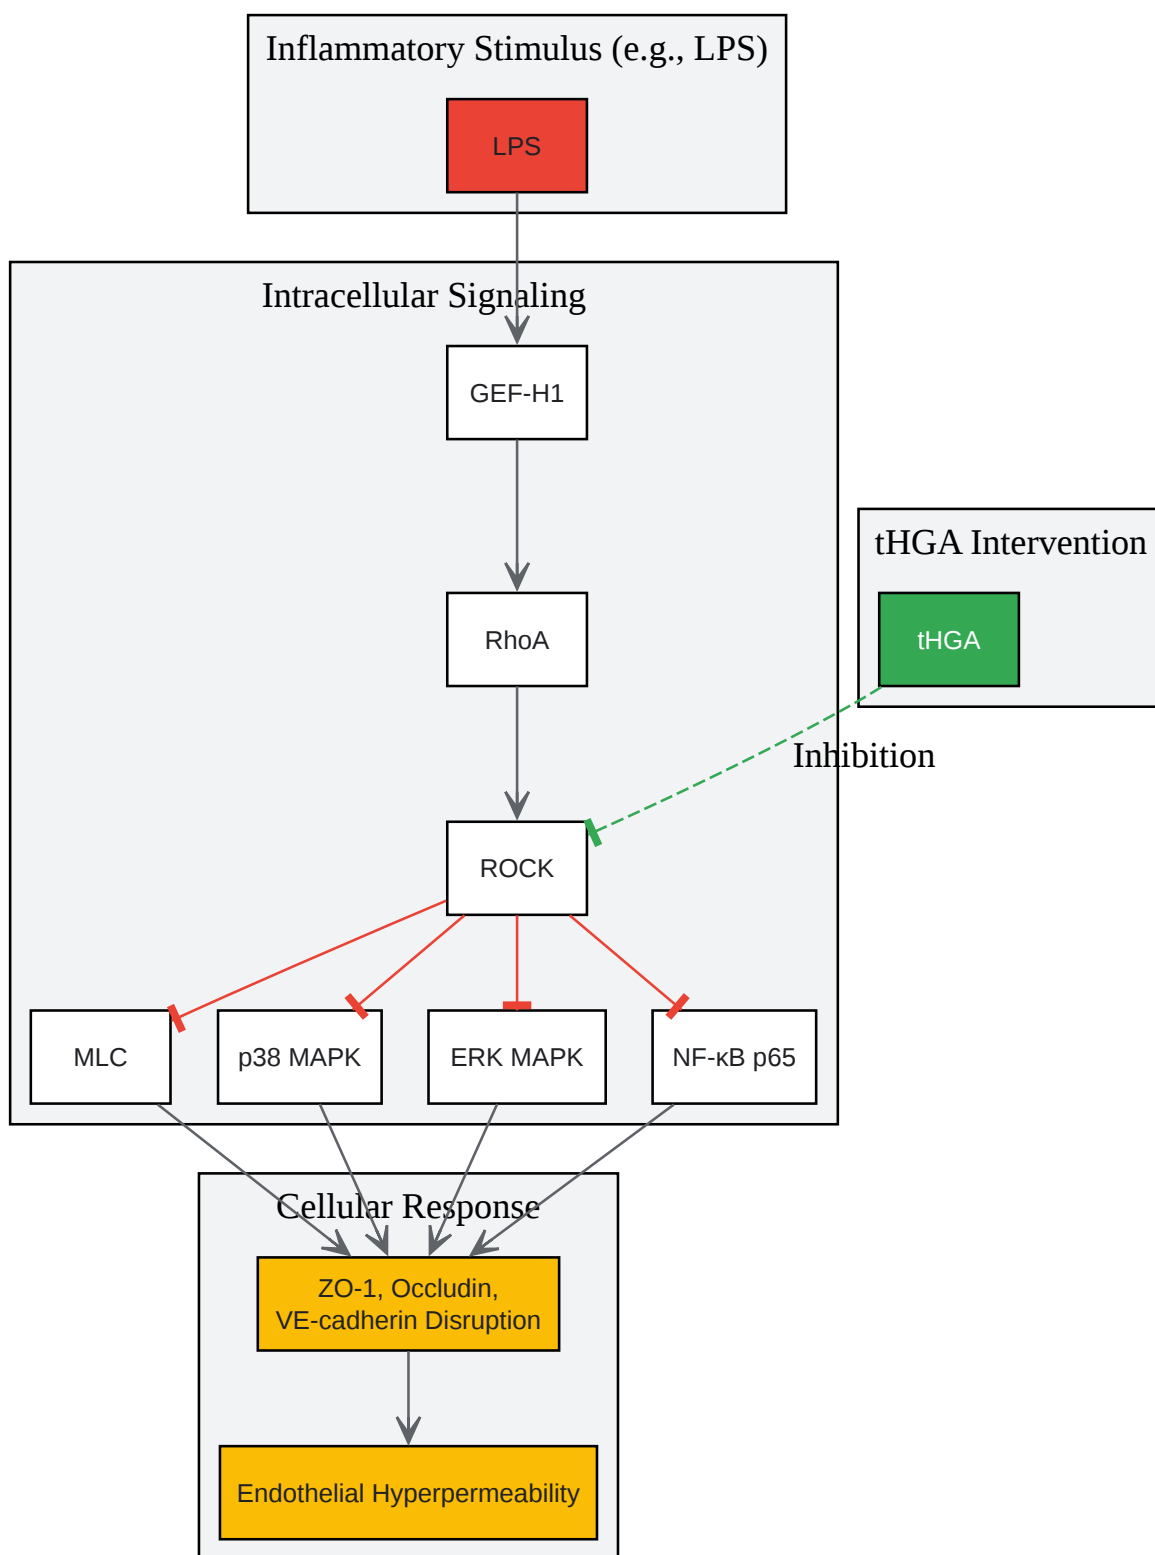 Inflammatory Stimulus (e.g., LPS)
LPS
Intracellular Signaling
GEF-H1
tHGA Intervention
RhoA
tHGA
Inhibition
ROCK
MLC
p38 MAPK
ERK MAPK
NF-κB p65
Cellular Response
ZO-1, Occludin,
VE-cadherin Disruption
Endothelial Hyperpermeability